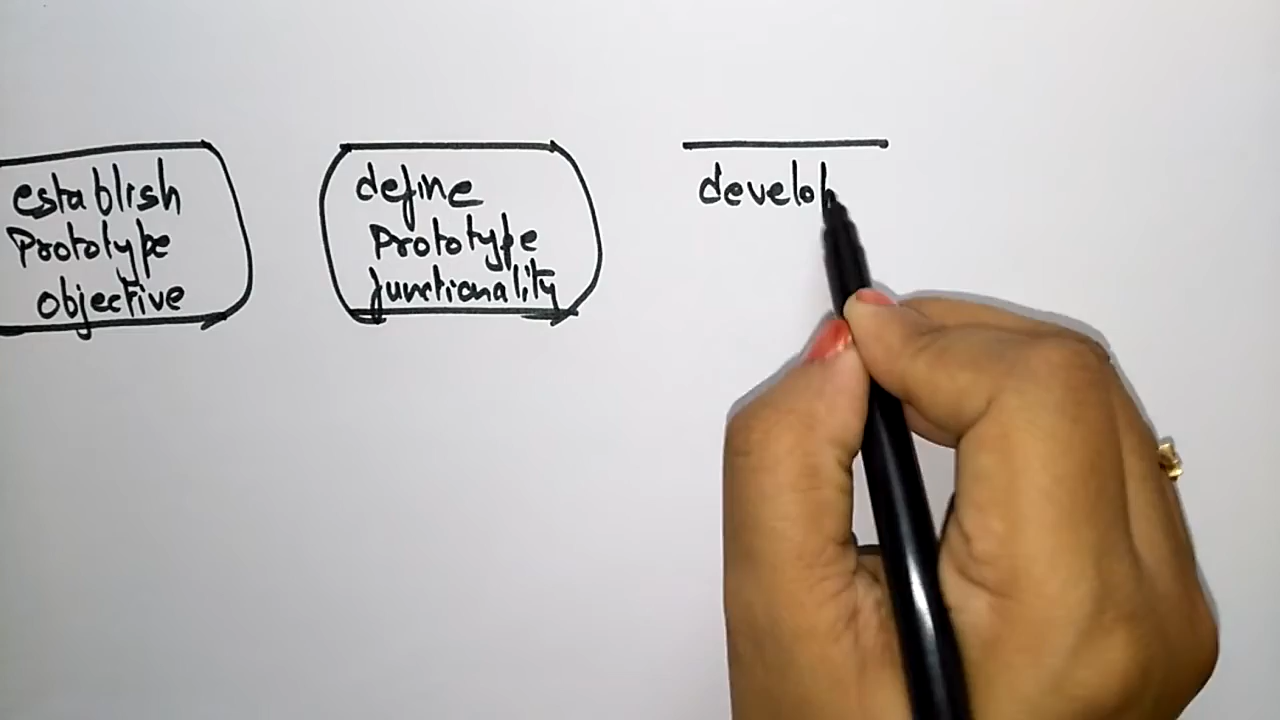 establish
Prototype
objective
define
Prototype
functionality
develop